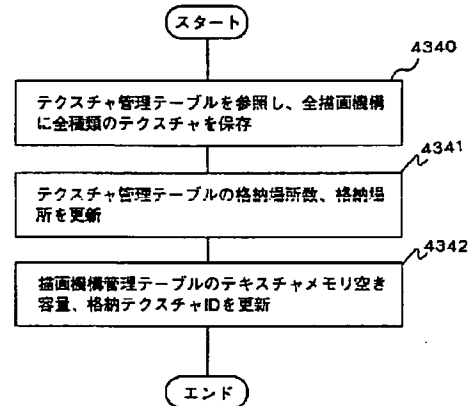 スタート
4340
テクスチャ管理テーブルを参照し、全描画機構
に全種類のテクスチャを保存
4341
テクスチャ管理テーブルの格納場所数、格納場
所を更新
4342
描画機構管理テーブルのテキスチャメモリ空き
容量、格納テクスチャIDを更新
エンド